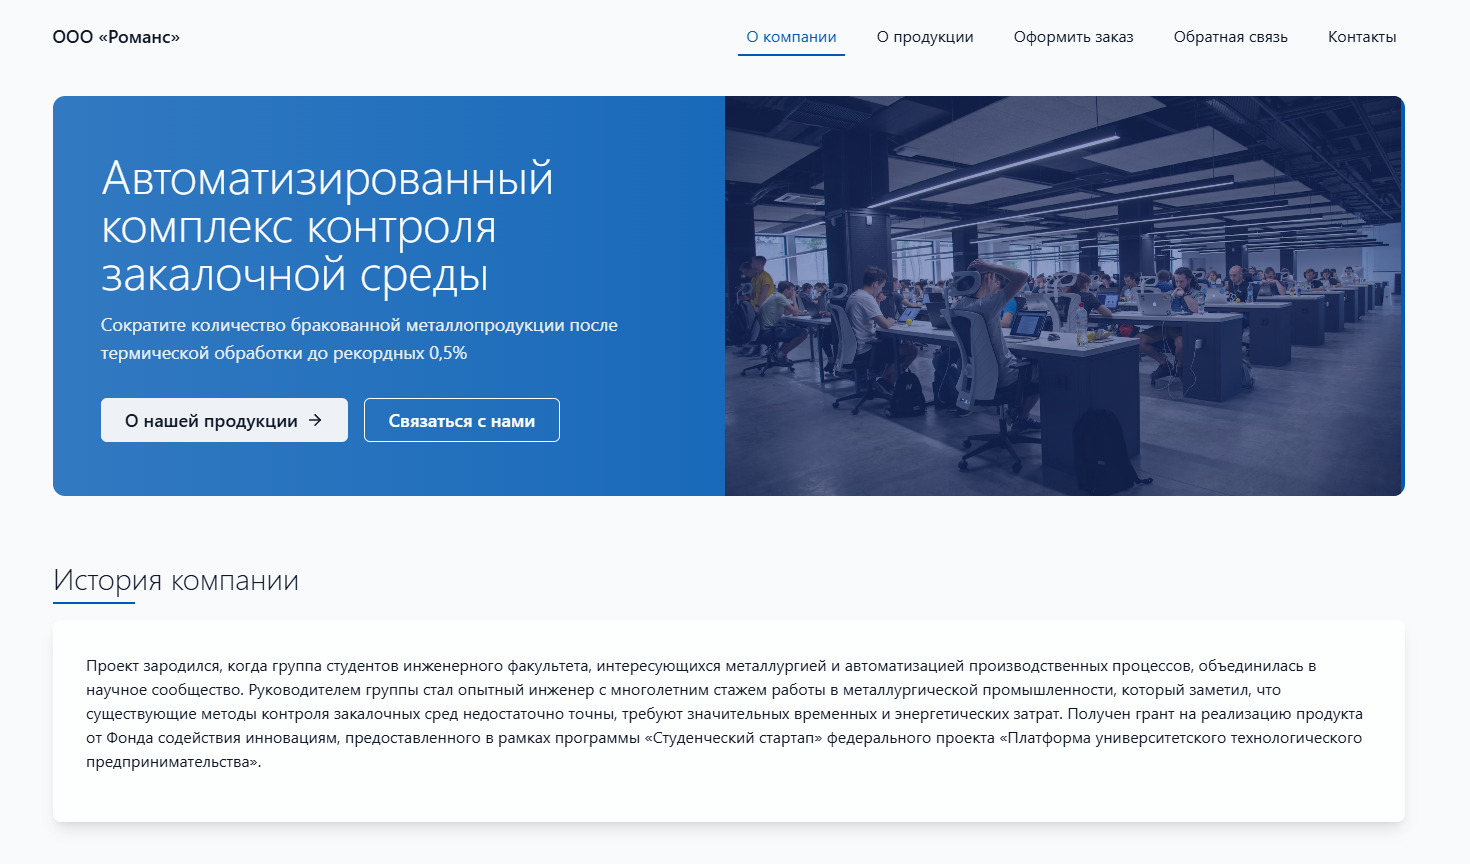 ООО «Романс»
О компании
О продукции
Оформить заказ
Обратная связь
Контакты
Автоматизированный
комплекс контроля
закалочной среды
Сократите количество бракованной металлопродукции после
термической обработки до рекордных 0,5%
О нашей продукции →
Связаться с нами
История компании
Проект зародился, когда группа студентов инженерного факультета, интересующихся металлургией и автоматизацией производственных процессов, объединилась в
научное сообщество. Руководителем группы стал опытный инженер с многолетним стажем работы в металлургической промышленности, который заметил, что
существующие методы контроля закалочных сред недостаточно точны, требуют значительных временных и энергетических затрат. Получен грант на реализацию продукта
от Фонда содействия инновациям, предоставленного в рамках программы «Студенческий стартап» федерального проекта «Платформа университетского технологического
предпринимательства».